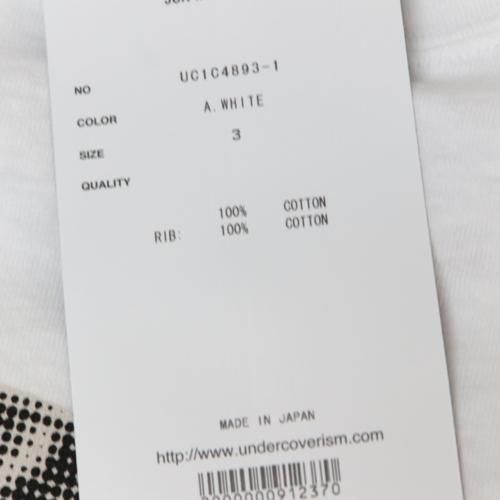 NO UC1C4893-1
COLOR A.WHITE
SIZE 3
QUALITY
100% COTTON
RIB: 100% COTTON
MADE IN JAPAN
http://www.undercoverism.com
0000000912370